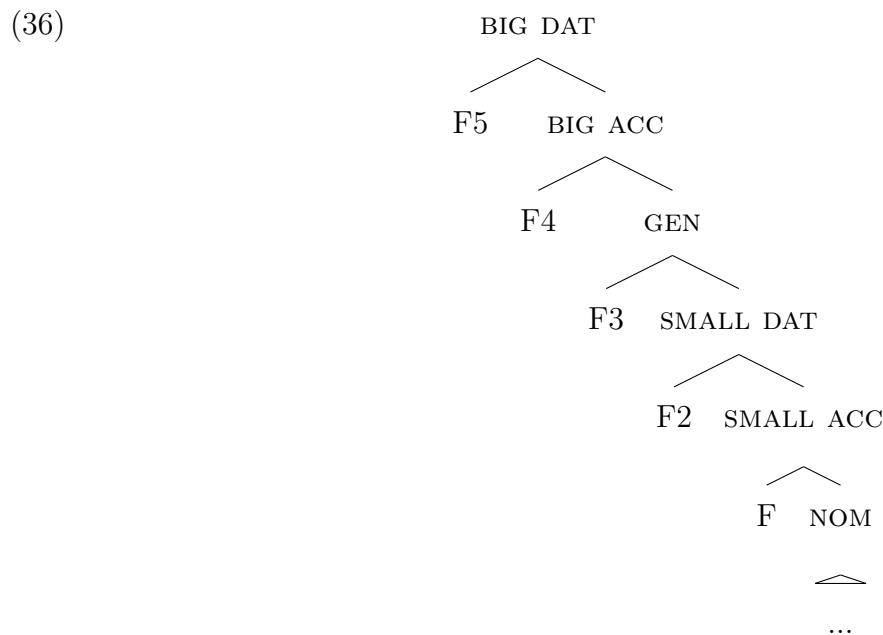 (36) BIG DAT
F5 BIG ACC
F4 GEN
F3 SMALL DAT
F2 SMALL ACC
F NOM
...